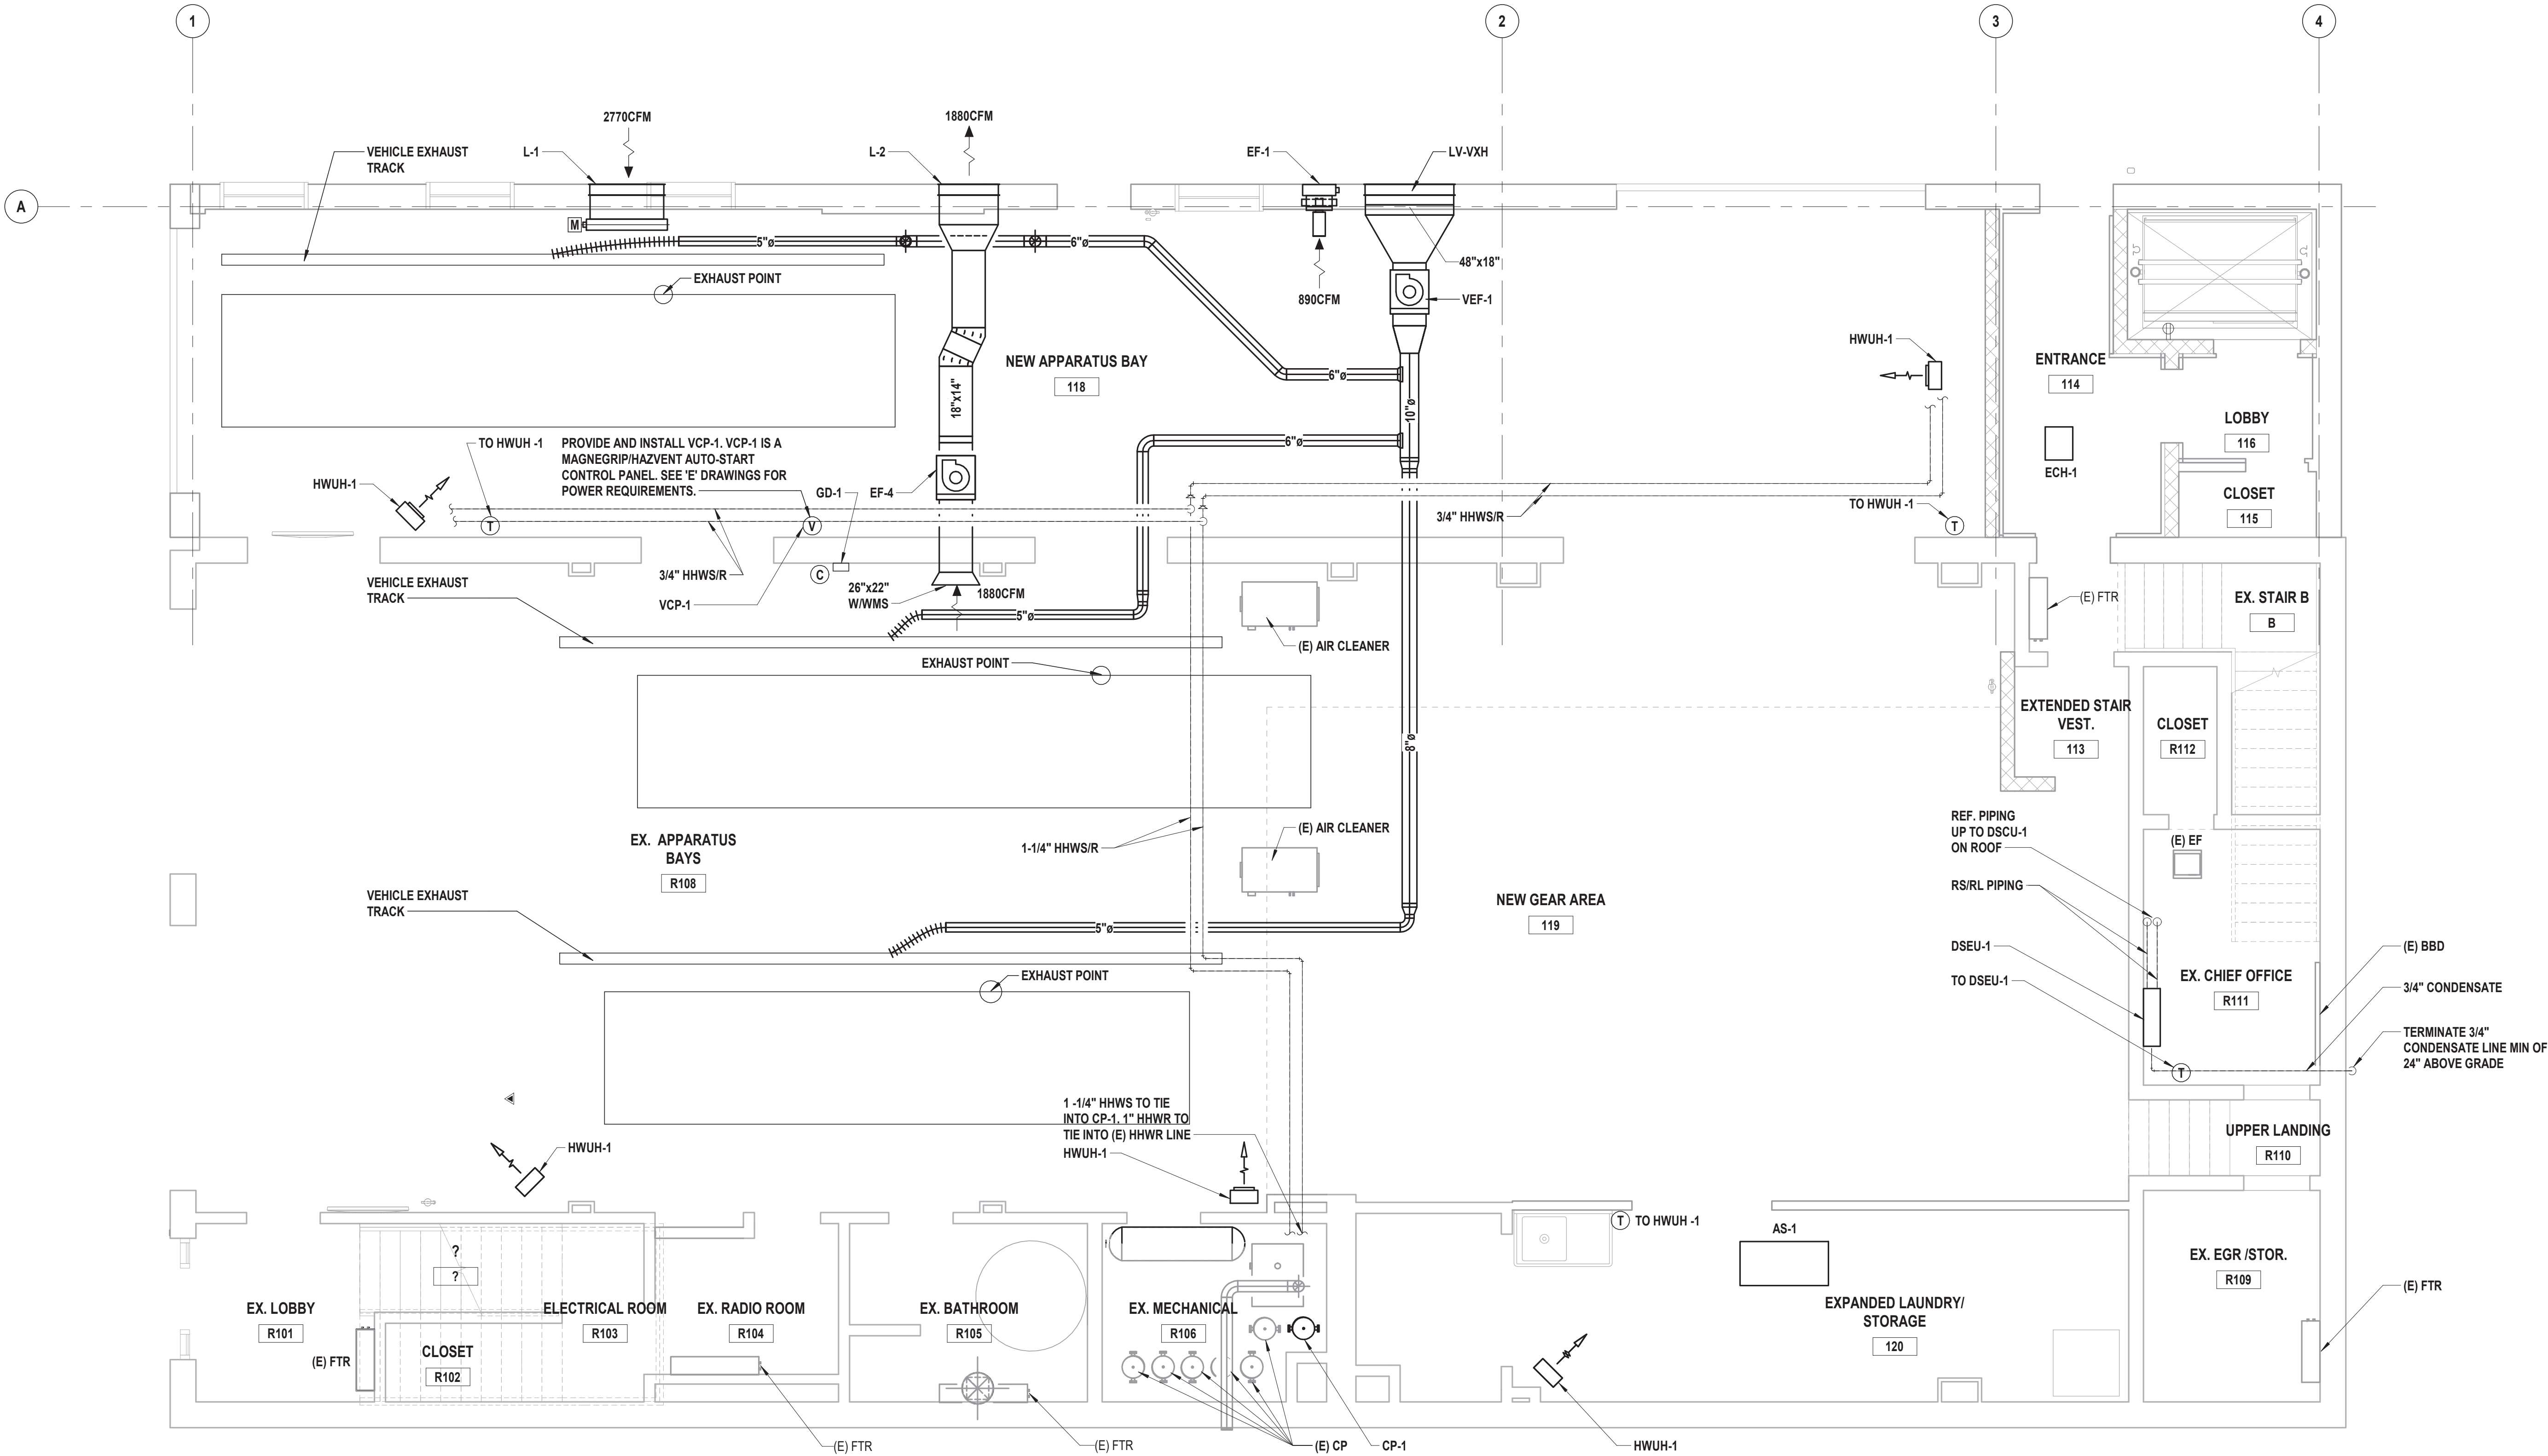 1
2
3
4
A
2770CFM
1880CFM
VEHICLE EXHAUST
TRACK
L-1
L-2
EF-1
LV-VXH
M
5"ø
6"ø
48"x18"
EXHAUST POINT
890CFM
VEF-1
HWUH-1
NEW APPARATUS BAY
118
6"ø
ENTRANCE
114
18"x14"
10"ø
LOBBY
116
TO HWUH -1
PROVIDE AND INSTALL VCP-1. VCP-1 IS A
MAGNEGRIP/HAZVENT AUTO-START
CONTROL PANEL. SEE 'E' DRAWINGS FOR
POWER REQUIREMENTS.
6"ø
ECH-1
HWUH-1
GD-1
EF-4
CLOSET
115
T
V
3/4" HHWS/R
TO HWUH -1
T
3/4" HHWS/R
C
VEHICLE EXHAUST
TRACK
VCP-1
26"x22"
W/WMS
1880CFM
5"ø
(E) FTR
EX. STAIR B
B
(E) AIR CLEANER
EXHAUST POINT
EXTENDED STAIR
VEST.
113
CLOSET
R112
8"ø
EX. APPARATUS
BAYS
R108
1-1/4" HHWS/R
(E) AIR CLEANER
REF. PIPING
UP TO DSCU-1
ON ROOF
(E) EF
RS/RL PIPING
VEHICLE EXHAUST
TRACK
5"ø
NEW GEAR AREA
119
DSEU-1
TO DSEU-1
EX. CHIEF OFFICE
R111
(E) BBD
3/4" CONDENSATE
EXHAUST POINT
TERMINATE 3/4"
CONDENSATE LINE MIN OF
24" ABOVE GRADE
T
1 -1/4" HHWS TO TIE
INTO CP-1. 1" HHWR TO
TIE INTO (E) HHWR LINE
HWUH-1
HWUH-1
UPPER LANDING
R110
T
TO HWUH -1
AS-1
?
?
EX. LOBBY
R101
ELECTRICAL ROOM
R103
EX. RADIO ROOM
R104
EX. BATHROOM
R105
EX. MECHANICAL
R106
EXPANDED LAUNDRY/
STORAGE
120
EX. EGR /STOR.
R109
(E) FTR
(E) FTR
CLOSET
R102
(E) FTR
(E) FTR
(E) CP
CP-1
HWUH-1